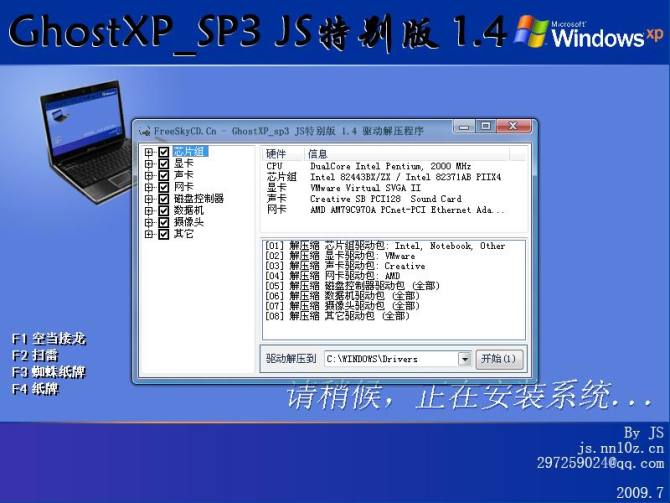 GhostXP_SP3 JS特别版 1.4
Microsoft
Windows xp
FreeSkyCD.Cn - GhostXP_sp3 JS特别版 1.4 驱动解压程序
芯片组
显卡
声卡
网卡
磁盘控制器
数据机
摄像头
其它
硬件 信息
CPU DualCore Intel Pentium, 2000 MHz
芯片组 Intel 82443BX/ZX / Intel 82371AB PIIX4
显卡 VMware Virtual SVGA II
声卡 Creative SB PCI128 Sound Card
网卡 AMD AM79C970A PCnet-PCI Ethernet Ada...
[01] 解压缩 芯片组驱动包: Intel, Notebook, Other
[02] 解压缩 显卡驱动包: VMware
[03] 解压缩 声卡驱动包: Creative
[04] 解压缩 网卡驱动包: AMD
[05] 解压缩 磁盘控制器驱动包 (全部)
[06] 解压缩 数据机驱动包 (全部)
[07] 解压缩 摄像头驱动包 (全部)
[08] 解压缩 其它驱动包 (全部)
驱动解压到 C:\WINDOWS\Drivers 开始(1)
F1 空当接龙
F2 扫雷
F3 蜘蛛纸牌
F4 纸牌
请稍候，正在安装系统...
By JS
js.nn10z.cn
297259024@qq.com
2009.7